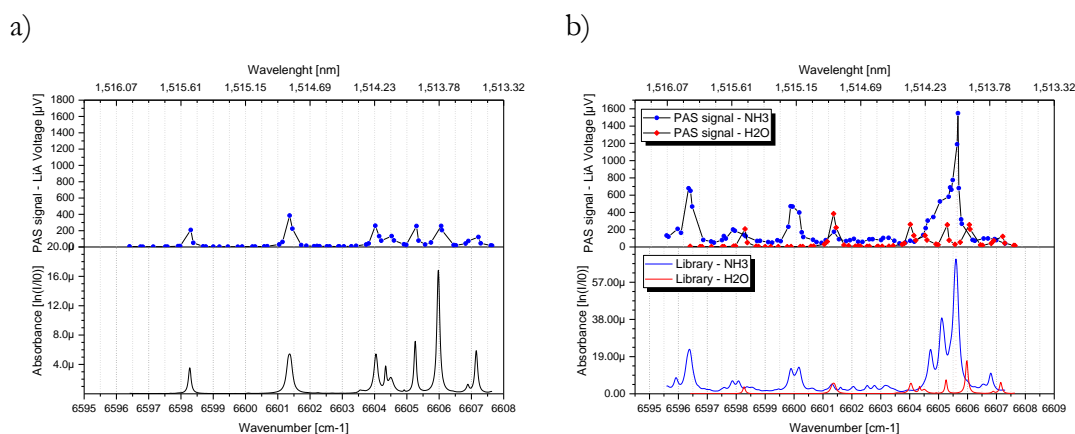 a)
b)
Wavelenght [nm]
1,516.07 1,515.61 1,515.15 1,514.69 1,514.23 1,513.78 1,513.32
PAS signal - LiA Voltage [µV]
1800
1600
1400
1200
1000
800
600
400
200
0
20.0µ
16.0µ
12.0µ
8.0µ
4.0µ
Absorbance [ln(I/I0)]
6595 6596 6597 6598 6599 6600 6601 6602 6603 6604 6605 6606 6607 6608
Wavenumber [cm-1]
Wavelenght [nm]
1,516.07 1,515.61 1,515.15 1,514.69 1,514.23 1,513.78 1,513.32
PAS signal - LiA Voltage [µV]
1600
1400
1200
1000
800
600
400
200
0
PAS signal - NH3
PAS signal - H2O
Library - NH3
Library - H2O
57.00µ
38.00µ
19.00µ
0.00
Absorbance [ln(I/I0)]
6595 6596 6597 6598 6599 6600 6601 6602 6603 6604 6605 6606 6607 6608 6609
Wavenumber [cm-1]